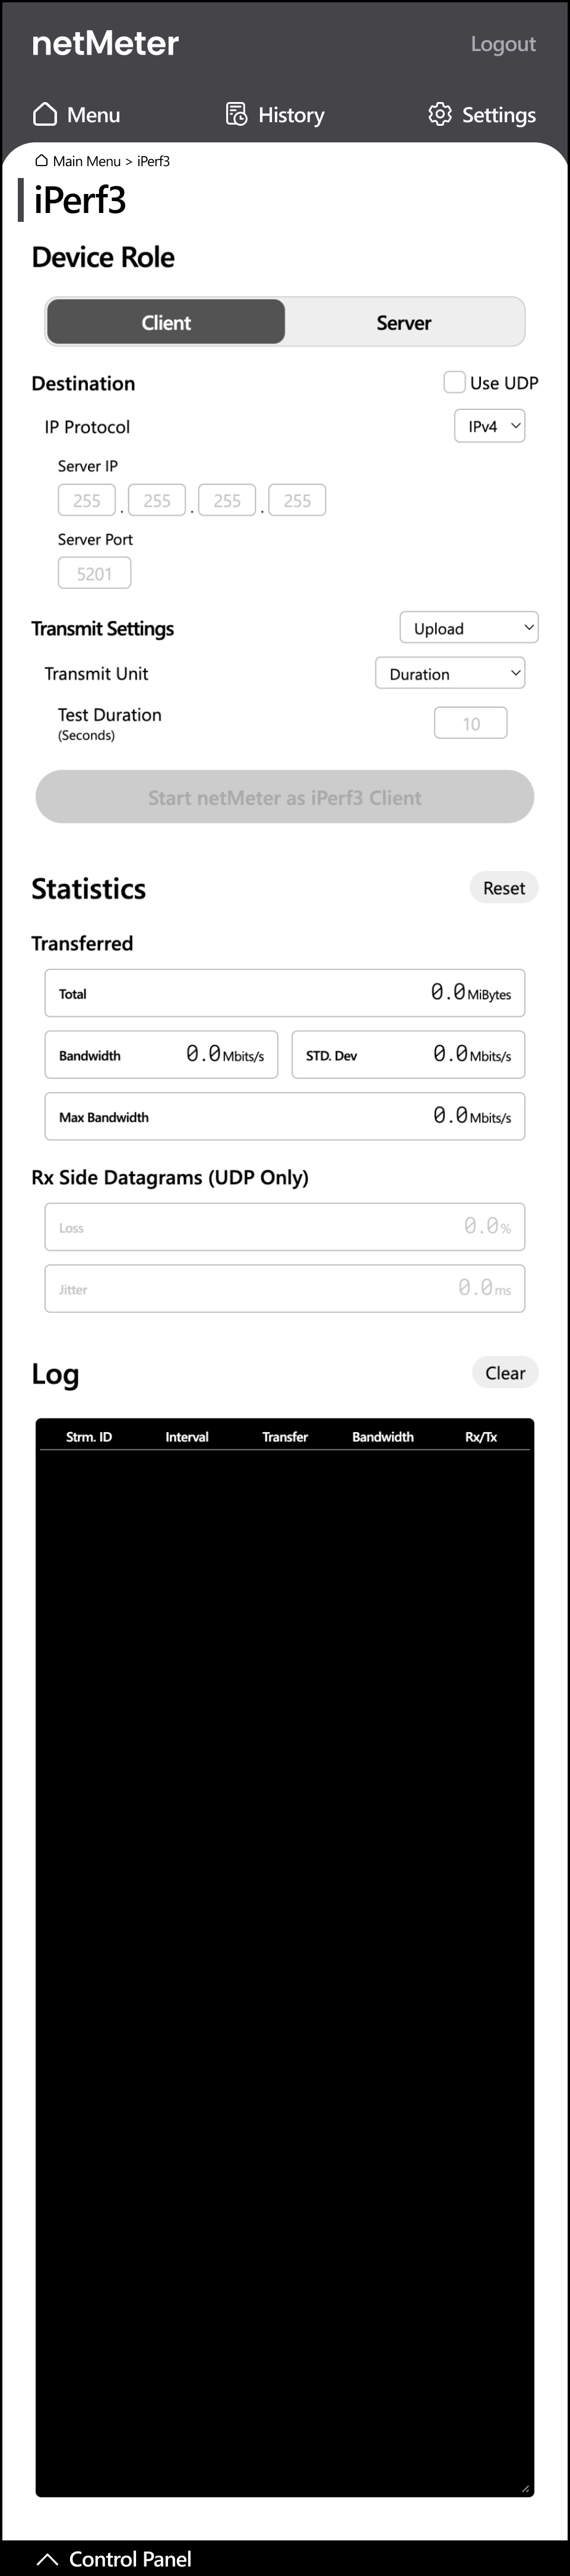 netMeter
Logout
Menu
History
Settings
Main Menu > iPerf3
iPerf3
Device Role
Client
Server
Destination
Use UDP
IP Protocol
IPv4
Server IP
255 . 255 . 255 . 255
Server Port
5201
Transmit Settings
Upload
Transmit Unit
Duration
Test Duration
(Seconds)
10
Start netMeter as iPerf3 Client
Statistics
Reset
Transferred
Total
0.0 MiBytes
Bandwidth
0.0 Mbits/s
STD. Dev
0.0 Mbits/s
Max Bandwidth
0.0 Mbits/s
Rx Side Datagrams (UDP Only)
Loss
0.0 %
Jitter
0.0 ms
Log
Clear
Strm. ID
Interval
Transfer
Bandwidth
Rx/Tx
Control Panel